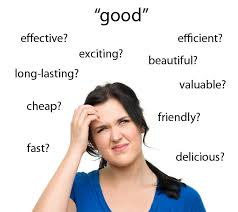 “good”
effective?
efficient?
exciting?
beautiful?
long-lasting?
valuable?
cheap?
friendly?
fast?
delicious?